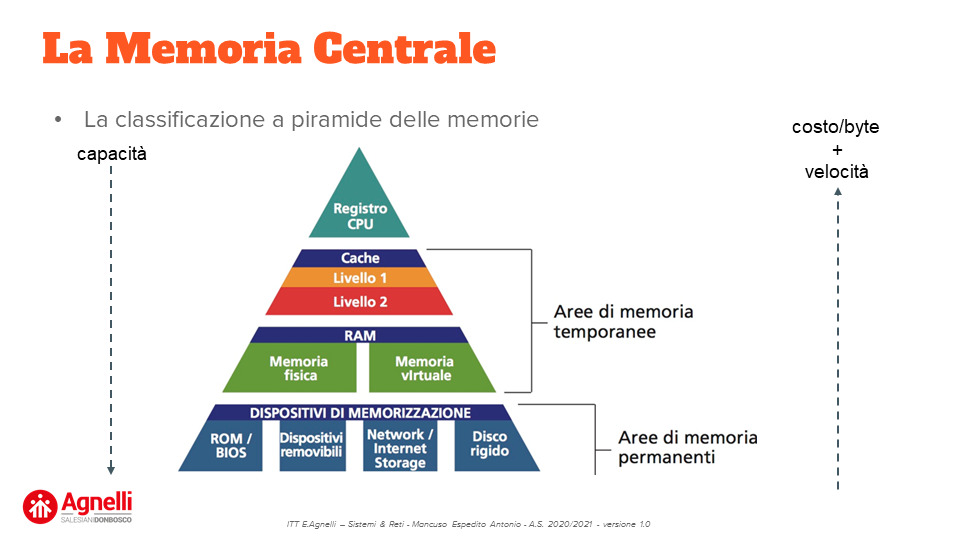 La Memoria Centrale
• La classificazione a piramide delle memorie
capacità
costo/byte
+
velocità
Registro
CPU
Cache
Livello 1
Livello 2
Aree di memoria
temporanee
RAM
Memoria
fisica
Memoria
vIrtuale
DISPOSITIVI DI MEMORIZZAZIONE
ROM /
BIOS
Dispositivi
removibili
Network /
Internet
Storage
Disco
rigido
Aree di memoria
permanenti
Agnelli
SALESIANI DONBOSCO
ITT E.Agnelli – Sistemi & Reti - Mancuso Espedito Antonio - A.S. 2020/2021 - versione 1.0